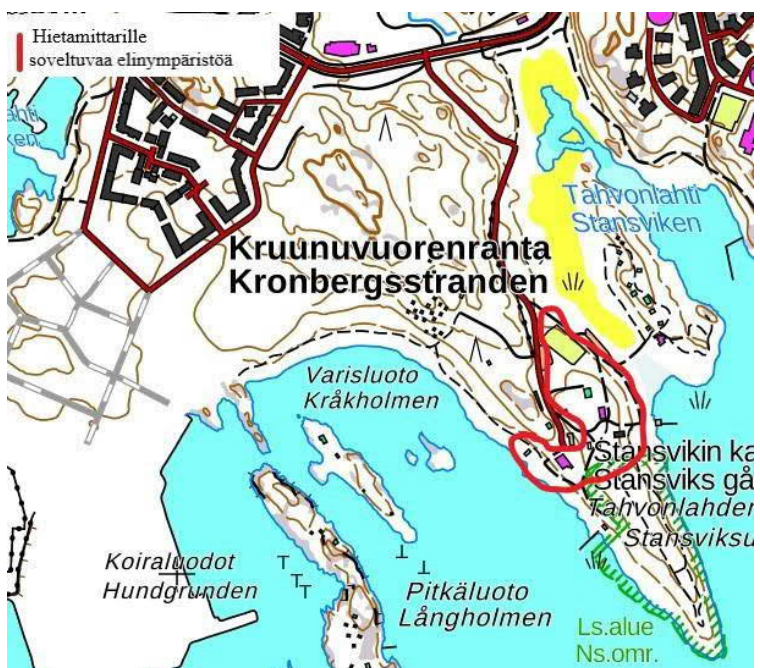 Hietamittarille
soveltuvaa elinympäristöä
Tahvonlahti
Stansviken
Kruunuvuorenranta
Kronbergsstranden
Varisluoto
Kråkholmen
Stansvikin ka
Stansviks gå
Tahvonlahden
Stansviksu
Koiraluodot
Hundgrunden
Pitkäluoto
Långholmen
Ls.alue
Ns.omr.